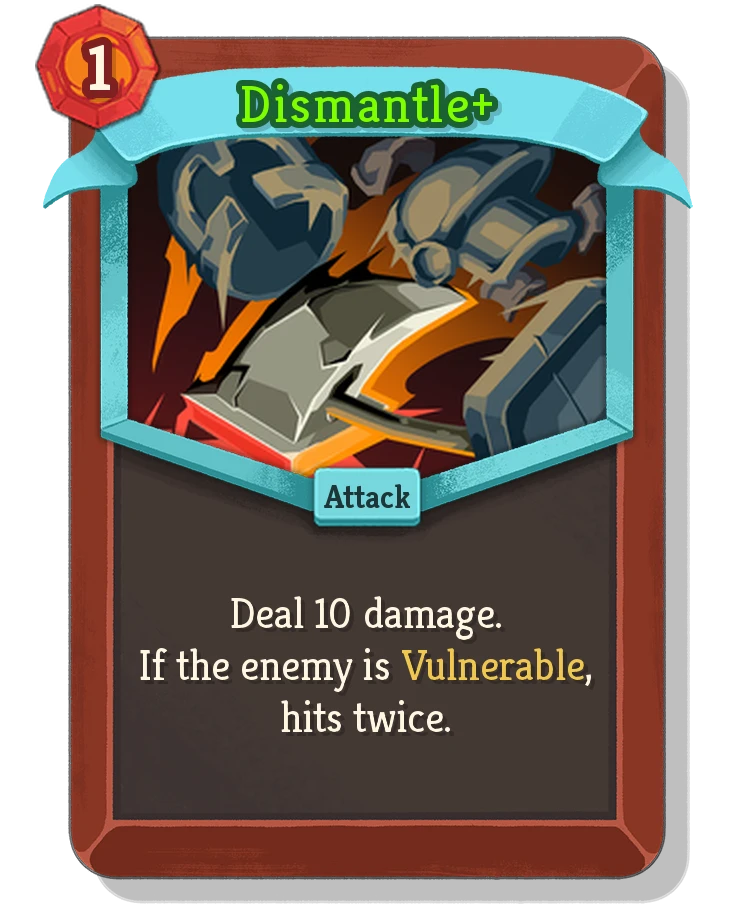 1
Dismantle+
Attack
Deal 10 damage.
If the enemy is Vulnerable,
hits twice.